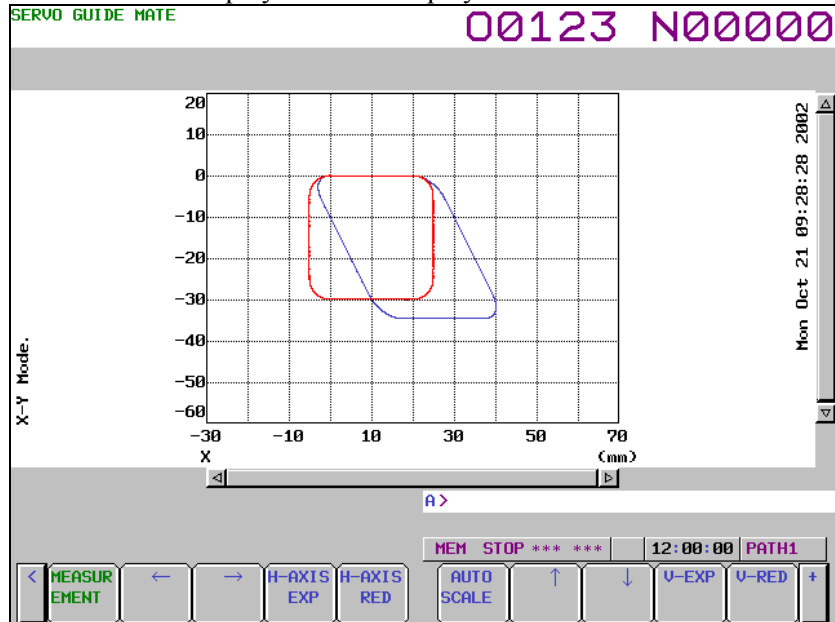 SERVO GUIDE MATE
O0123 N00000
20
10
0
-10
-20
-30
-40
-50
-60
-30 -10 10 30 50 70
X (mm)
X-Y Mode.
Mon Oct 21 09:28:28 2002
A>
MEM STOP *** *** 12:00:00 PATH1
< MEASUR ← → H-AXIS H-AXIS AUTO ↑ ↓ V-EXP V-RED +
EMENT EXP RED SCALE